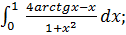 ∫₀¹ (4arctgx−x)/(1+x²) dx;